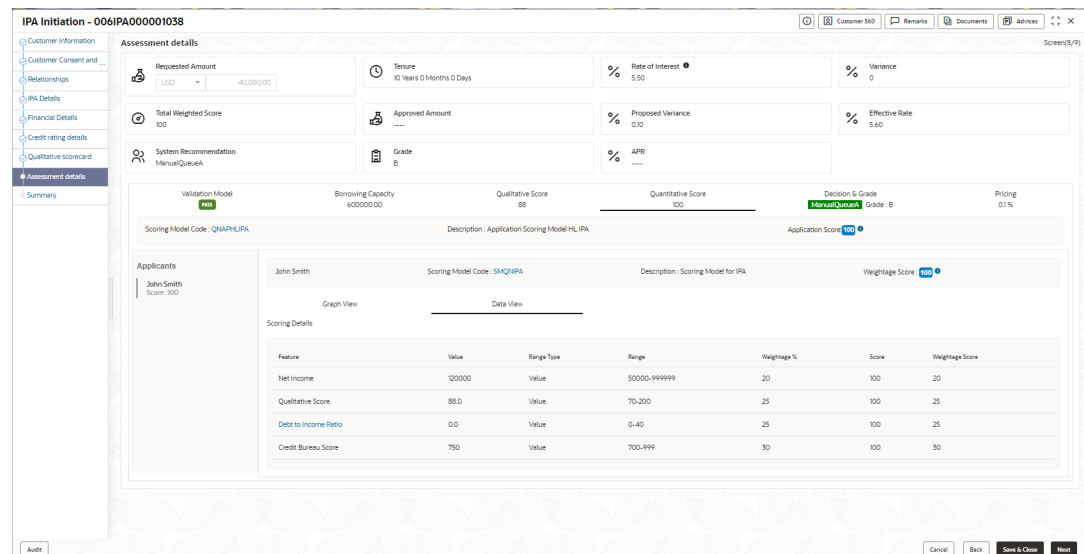 IPA Initiation - 006IPA000001038
Customer 360 Remarks Documents Advices
Customer Information
Customer Consent and ...
Relationships
IPA Details
Financial Details
Credit rating details
Qualitative scorecard
Assessment details
Summary
Assessment details Screen(8/9)
Requested Amount
USD 40,000.00
Tenure
10 Years 0 Months 0 Days
Rate of Interest
5.50
Variance
0
Total Weighted Score
100
Approved Amount
----
Proposed Variance
0.10
Effective Rate
5.60
System Recommendation
ManualQueueA
Grade
B
APR
----
Validation Model
PASS
Borrowing Capacity
600000.00
Qualitative Score
88
Quantitative Score
100
Decision & Grade
ManualQueueA Grade : B
Pricing
0.1 %
Scoring Model Code : QNAPHLIPA Description : Application Scoring Model HL IPA Application Score: 100
Applicants
John Smith
Score :100
John Smith Scoring Model Code : SMQNIPA Description : Scoring Model for IPA Weightage Score : 100
Graph View Data View
Scoring Details
Feature Value Range Type Range Weightage % Score Weightage Score
Net Income 120000 Value 50000-999999 20 100 20
Qualitative Score 88.0 Value 70-200 25 100 25
Debt to Income Ratio 0.0 Value 0-40 25 100 25
Credit Bureau Score 750 Value 700-999 30 100 30
Audit Cancel Back Save & Close Next